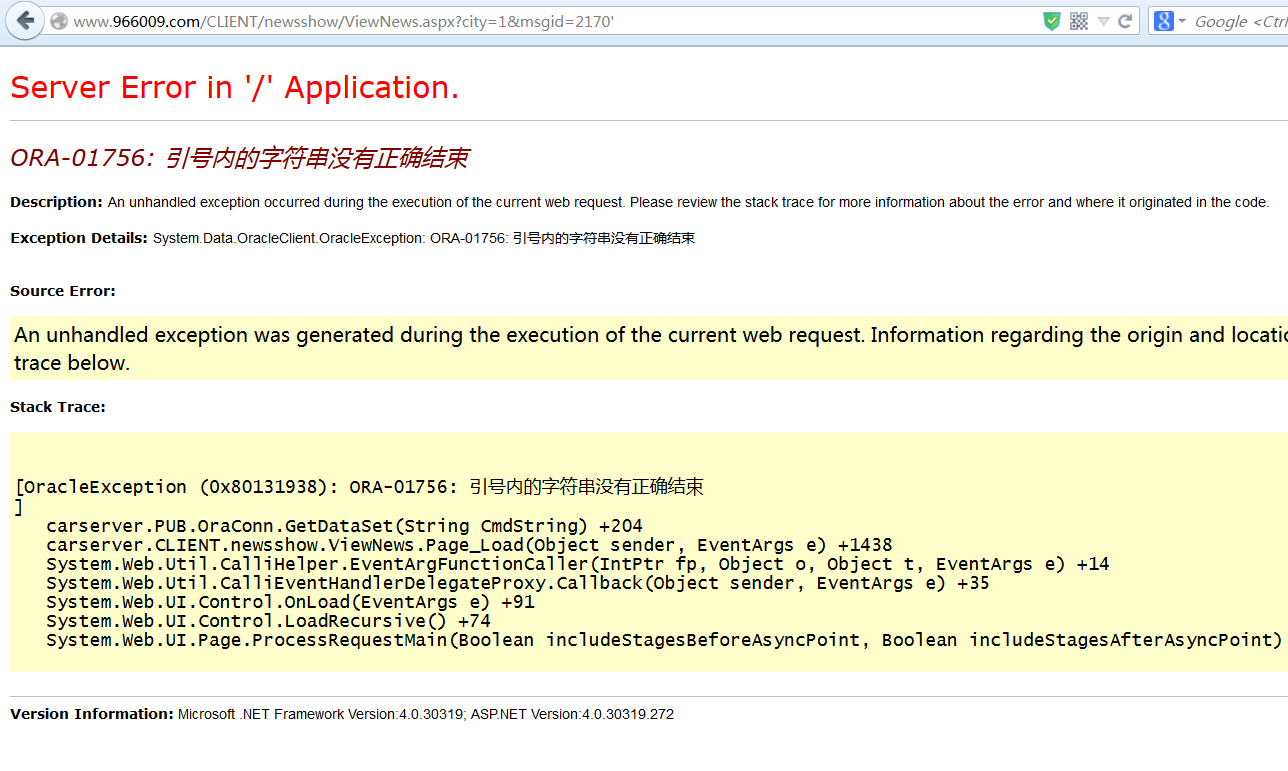 www.966009.com/CLIENT/newsshow/ViewNews.aspx?city=1&msgid=2170' 8 Google <Ctrl
Server Error in '/' Application.
ORA-01756: 引号内的字符串没有正确结束
Description: An unhandled exception occurred during the execution of the current web request. Please review the stack trace for more information about the error and where it originated in the code.
Exception Details: System.Data.OracleClient.OracleException: ORA-01756: 引号内的字符串没有正确结束
Source Error:
An unhandled exception was generated during the execution of the current web request. Information regarding the origin and locatio
trace below.
Stack Trace:
[OracleException (0x80131938): ORA-01756: 引号内的字符串没有正确结束
]
carserver.PUB.OraConn.GetDataSet(String CmdString) +204
carserver.CLIENT.newsshow.ViewNews.Page_Load(Object sender, EventArgs e) +1438
System.Web.Util.CalliHelper.EventArgFunctionCaller(IntPtr fp, Object o, Object t, EventArgs e) +14
System.Web.Util.CalliEventHandlerDelegateProxy.Callback(Object sender, EventArgs e) +35
System.Web.UI.Control.OnLoad(EventArgs e) +91
System.Web.UI.Control.LoadRecursive() +74
System.Web.UI.Page.ProcessRequestMain(Boolean includeStagesBeforeAsyncPoint, Boolean includeStagesAfterAsyncPoint)
Version Information: Microsoft .NET Framework Version:4.0.30319; ASP.NET Version:4.0.30319.272